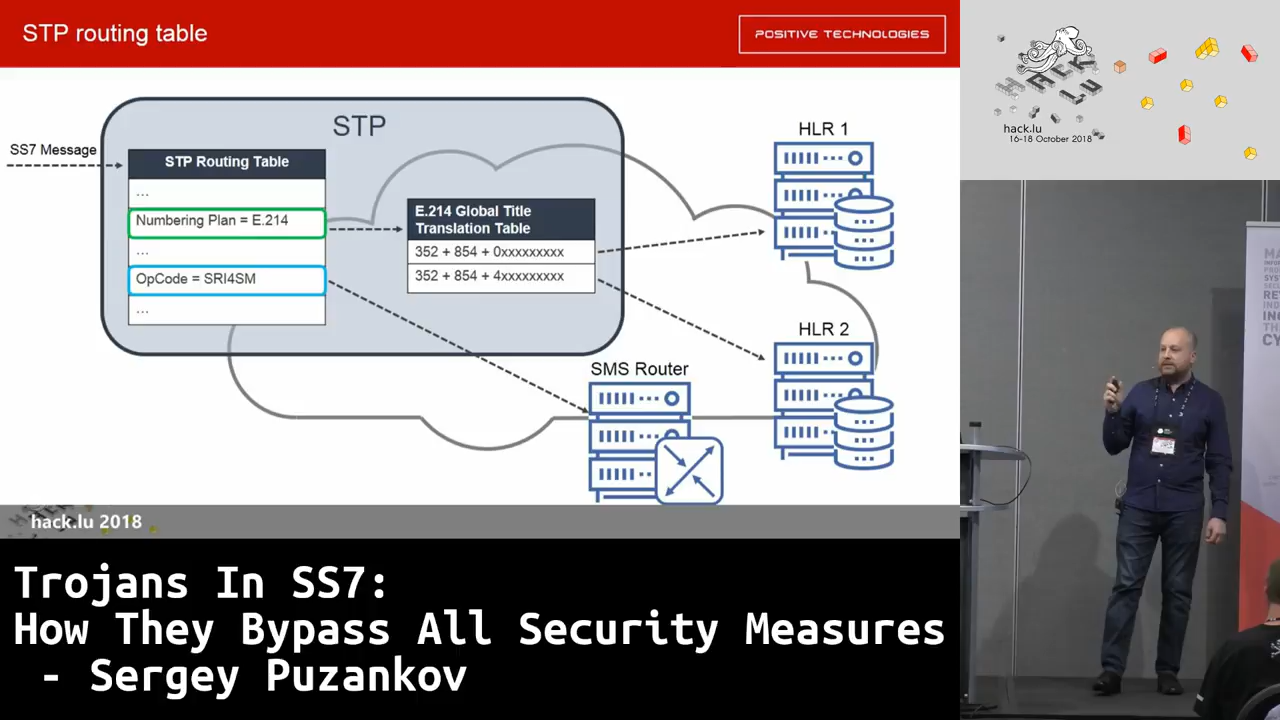 STP routing table
POSITIVE TECHNOLOGIES
STP
SS7 Message
STP Routing Table
...
Numbering Plan = E.214
...
OpCode = SRI4SM
...
E.214 Global Title
Translation Table
352 + 854 + 0xxxxxxxxx
352 + 854 + 4xxxxxxxxx
HLR 1
HLR 2
SMS Router
hack.lu 2018
HACK
LU
hack.lu
16-18 October 2018
Trojans In SS7:
How They Bypass All Security Measures
- Sergey Puzankov